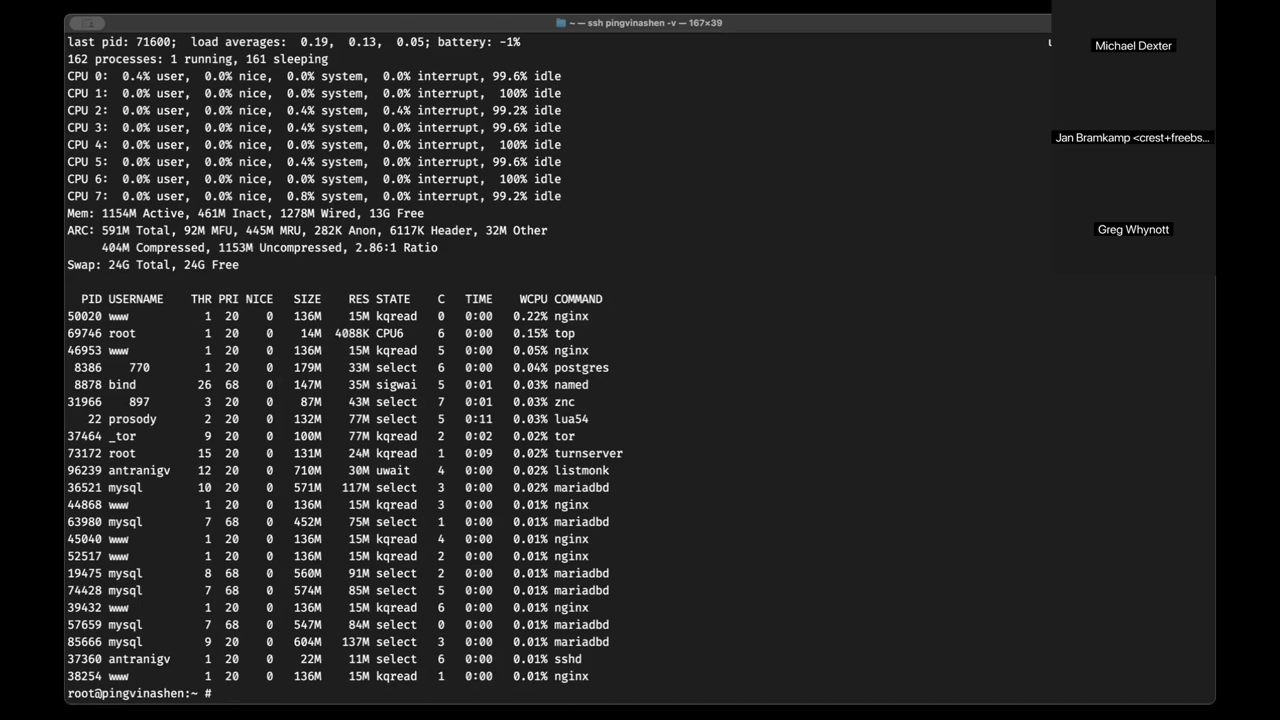 ~ — ssh pingvinashen -v — 167×39
last pid: 71600;  load averages:  0.19,  0.13,  0.05; battery: -1%
162 processes: 1 running, 161 sleeping
CPU 0:  0.4% user,  0.0% nice,  0.0% system,  0.0% interrupt, 99.6% idle
CPU 1:  0.0% user,  0.0% nice,  0.0% system,  0.0% interrupt,  100% idle
CPU 2:  0.0% user,  0.0% nice,  0.4% system,  0.4% interrupt, 99.2% idle
CPU 3:  0.0% user,  0.0% nice,  0.4% system,  0.0% interrupt, 99.6% idle
CPU 4:  0.0% user,  0.0% nice,  0.0% system,  0.0% interrupt,  100% idle
CPU 5:  0.0% user,  0.0% nice,  0.4% system,  0.0% interrupt, 99.6% idle
CPU 6:  0.0% user,  0.0% nice,  0.0% system,  0.0% interrupt,  100% idle
CPU 7:  0.0% user,  0.0% nice,  0.8% system,  0.0% interrupt, 99.2% idle
Mem: 1154M Active, 461M Inact, 1278M Wired, 13G Free
ARC: 591M Total, 92M MFU, 445M MRU, 282K Anon, 6117K Header, 32M Other
404M Compressed, 1153M Uncompressed, 2.86:1 Ratio
Swap: 24G Total, 24G Free
PID USERNAME THR PRI NICE SIZE RES STATE C TIME WCPU COMMAND
50020 www 1 20 0 136M 15M kqread 0 0:00 0.22% nginx
69746 root 1 20 0 14M 4088K CPU6 6 0:00 0.15% top
46953 www 1 20 0 136M 15M kqread 5 0:00 0.05% nginx
8386 770 1 20 0 179M 33M select 6 0:00 0.04% postgres
8878 bind 26 68 0 147M 35M sigwai 5 0:01 0.03% named
31966 897 3 20 0 87M 43M select 7 0:01 0.03% znc
22 prosody 2 20 0 132M 77M select 5 0:11 0.03% lua54
37464 _tor 9 20 0 100M 77M kqread 2 0:02 0.02% tor
73172 root 15 20 0 131M 24M kqread 1 0:09 0.02% turnserver
96239 antranigv 12 20 0 710M 30M uwait 4 0:00 0.02% listmonk
36521 mysql 10 20 0 571M 117M select 3 0:00 0.02% mariadbd
44868 www 1 20 0 136M 15M kqread 3 0:00 0.01% nginx
63980 mysql 7 68 0 452M 75M select 1 0:00 0.01% mariadbd
45040 www 1 20 0 136M 15M kqread 4 0:00 0.01% nginx
52517 www 1 20 0 136M 15M kqread 2 0:00 0.01% nginx
19475 mysql 8 68 0 560M 91M select 2 0:00 0.01% mariadbd
74428 mysql 7 68 0 574M 85M select 5 0:00 0.01% mariadbd
39432 www 1 20 0 136M 15M kqread 6 0:00 0.01% nginx
57659 mysql 7 68 0 547M 84M select 0 0:00 0.01% mariadbd
85666 mysql 9 20 0 604M 137M select 3 0:00 0.01% mariadbd
37360 antranigv 1 20 0 22M 11M select 6 0:00 0.01% sshd
38254 www 1 20 0 136M 15M kqread 1 0:00 0.01% nginx
root@pingvinashen:~ #
Michael Dexter
Jan Bramkamp <crest+freebs...
Greg Whynott